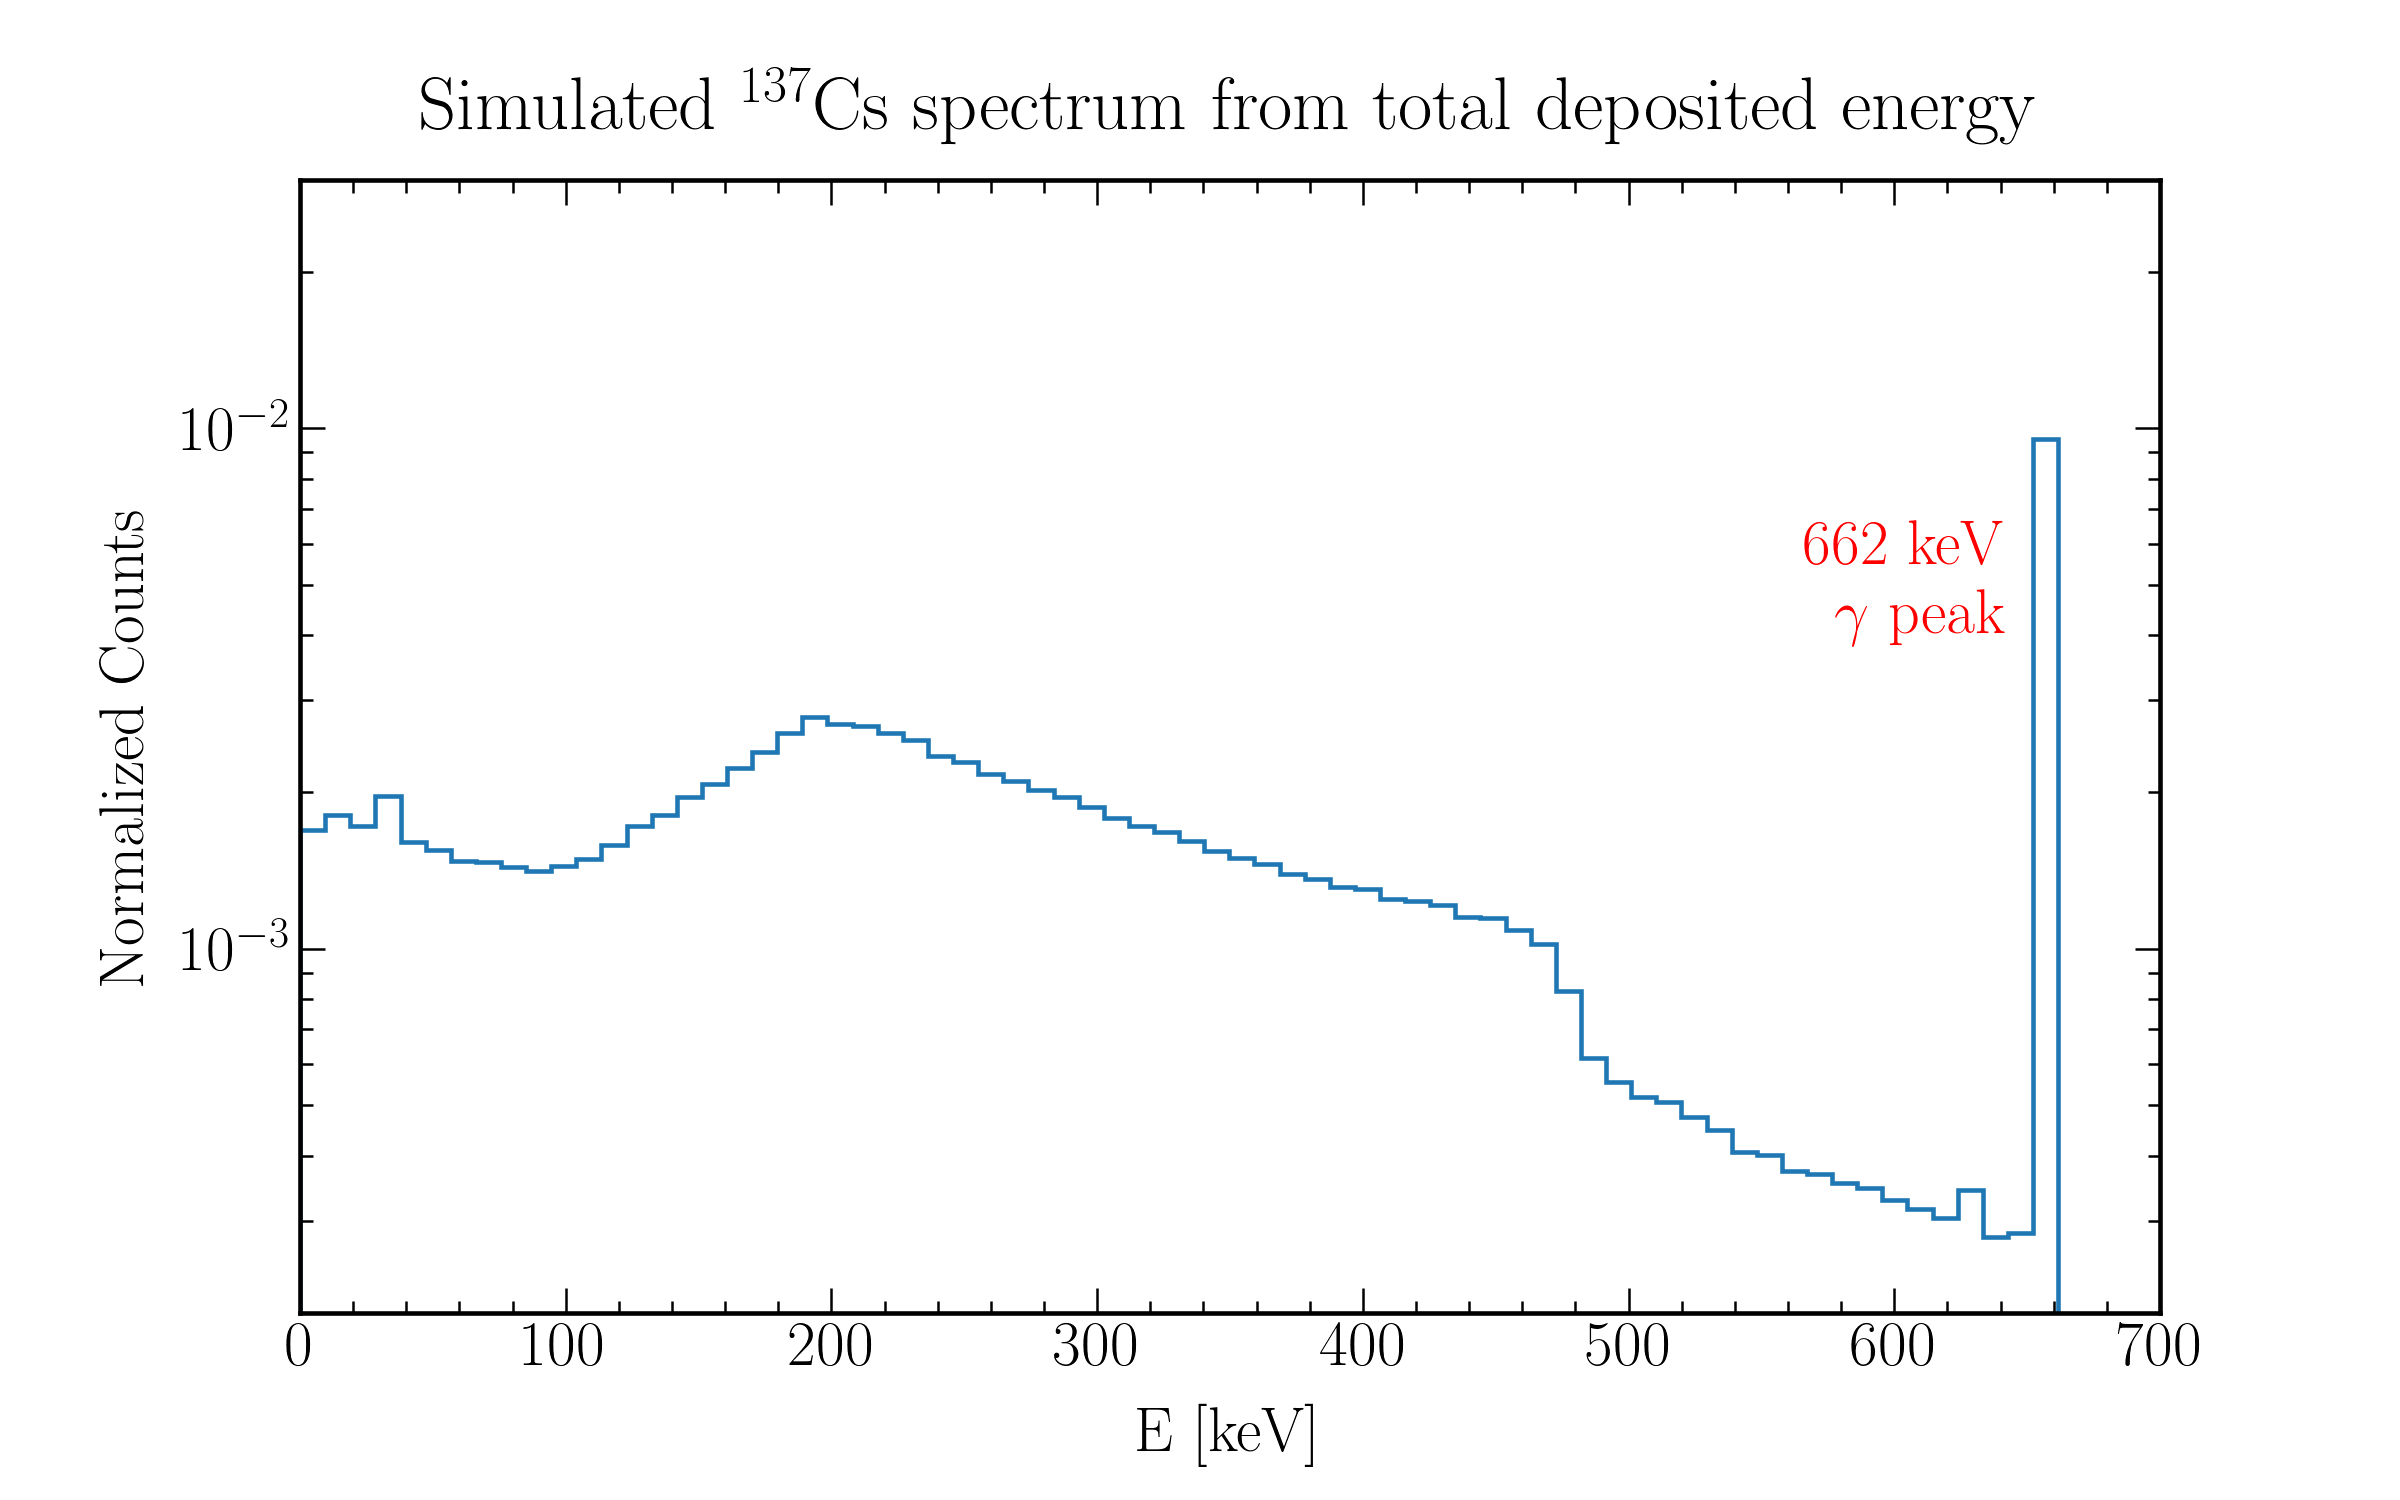 Simulated ¹³⁷Cs spectrum from total deposited energy
10⁻²
10⁻³
Normalized Counts
662 keV
γ peak
0 100 200 300 400 500 600 700
E [keV]